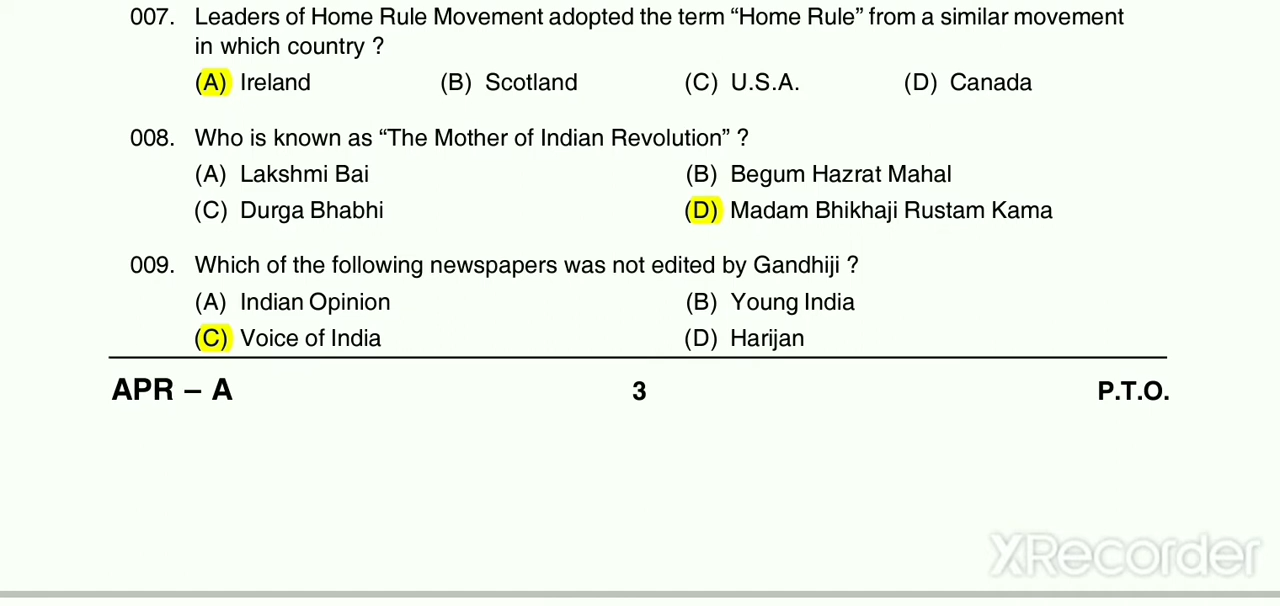 007. Leaders of Home Rule Movement adopted the term “Home Rule” from a similar movement
in which country ?
(A) Ireland (B) Scotland (C) U.S.A. (D) Canada
008. Who is known as “The Mother of Indian Revolution” ?
(A) Lakshmi Bai (B) Begum Hazrat Mahal
(C) Durga Bhabhi (D) Madam Bhikhaji Rustam Kama
009. Which of the following newspapers was not edited by Gandhiji ?
(A) Indian Opinion (B) Young India
(C) Voice of India (D) Harijan
APR – A 3 P.T.O.
XRecorder